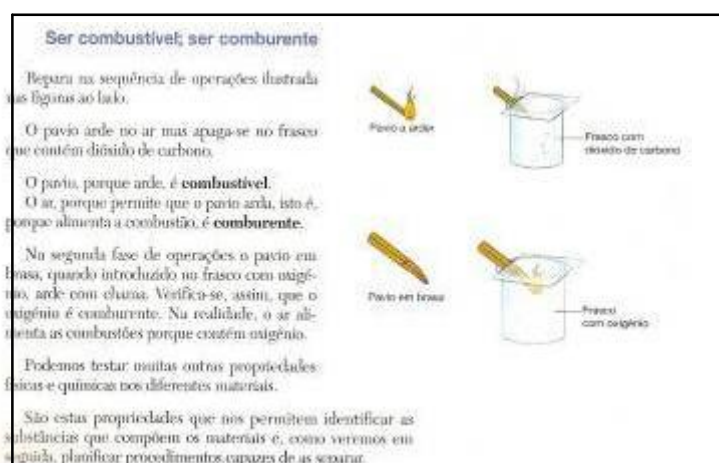 Ser combustível; ser comburente
Repara na sequência de operações ilustrada
nas figuras ao lado.
O pavio arde no ar mas apaga-se no frasco
que contém dióxido de carbono.
O pavio, porque arde, é combustível.
O ar, porque permite que o pavio arda, isto é,
porque alimenta a combustão, é comburente.
Na segunda fase de operações o pavio em
brasa, quando introduzido no frasco com oxigé-
nio, arde com chama. Verifica-se, assim, que o
oxigénio é comburente. Na realidade, o ar ali-
menta as combustões porque contém oxigénio.
Podemos testar muitas outras propriedades
físicas e químicas nos diferentes materiais.
São estas propriedades que nos permitem identificar as
substâncias que compõem os materiais e, como veremos em
seguida, planificar procedimentos capazes de as separar.
Pavio a arder
Frasco com
dióxido de carbono
Pavio em brasa
Frasco
com oxigénio